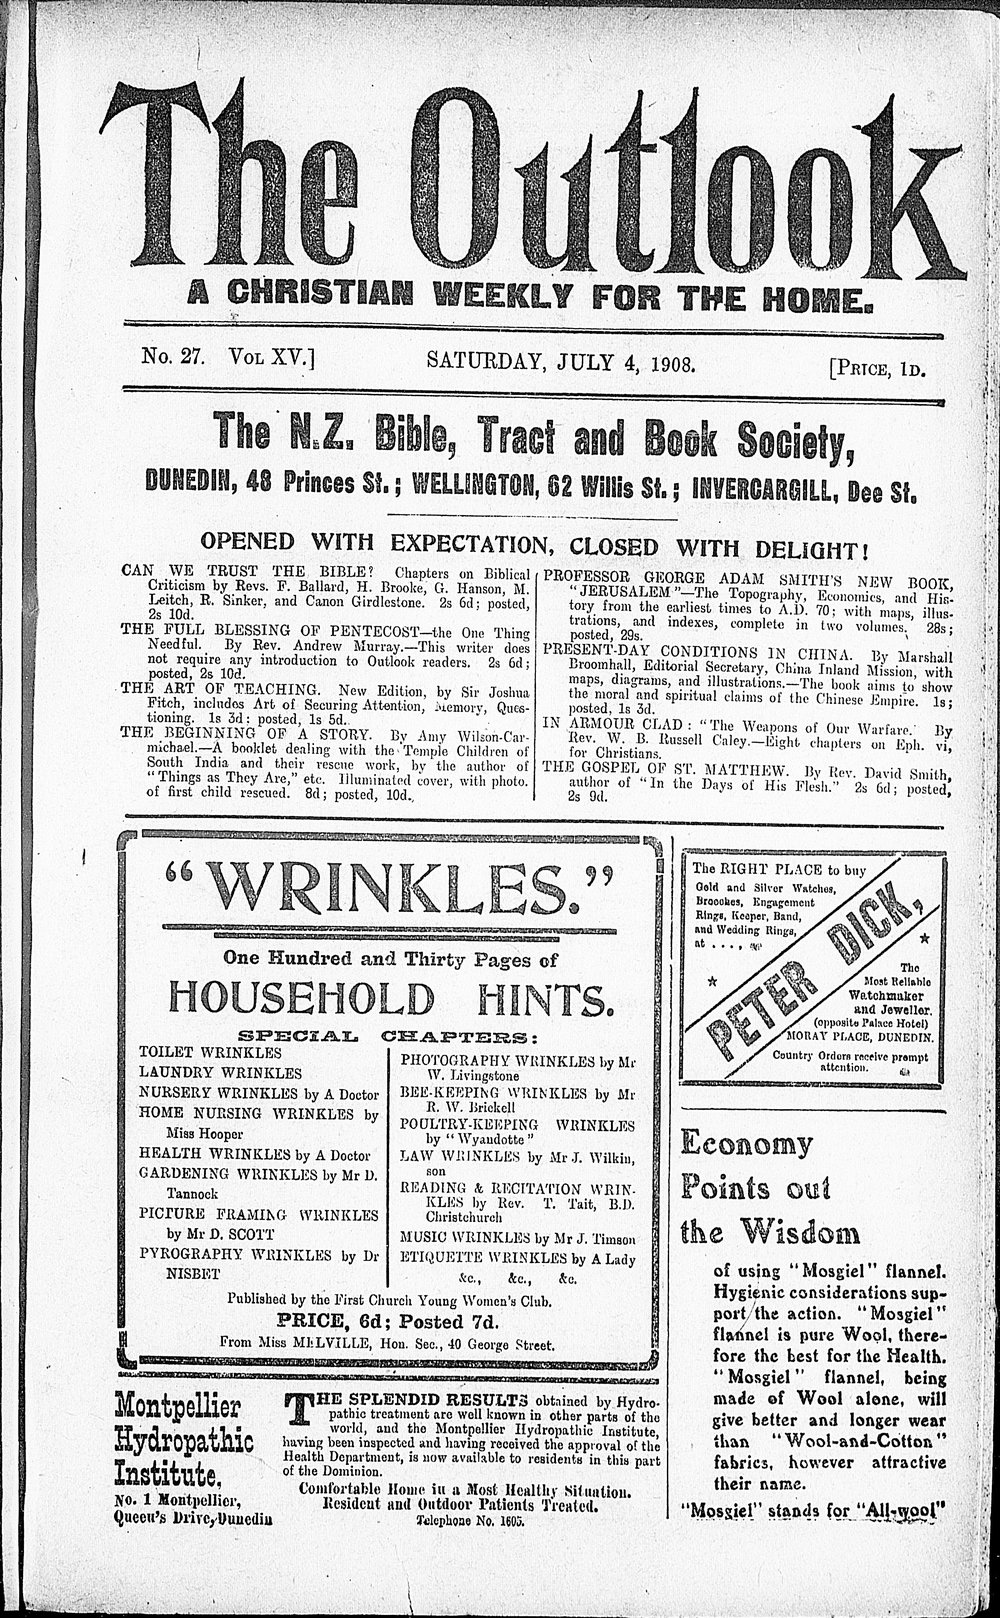 The Outlook
A CHRISTIAN WEEKLY FOR THE HOME.
No. 27. VOL XV.] SATURDAY, JULY 4, 1908. [PRICE, 1D.
The N.Z. Bible, Tract and Book Society,
DUNEDIN, 48 Princes St.; WELLINGTON, 62 Willis St.; INVERCARGILL, Dee St.
OPENED WITH EXPECTATION, CLOSED WITH DELIGHT!
CAN WE TRUST THE BIBLE? Chapters on Biblical
Criticism by Revs. F. Ballard, H. Brooke, G. Hanson, M.
Leitch, R. Sinker, and Canon Girdlestone. 2s 6d; posted,
2s 10d.
THE FULL BLESSING OF PENTECOST—the One Thing
Needful. By Rev. Andrew Murray.—This writer does
not require any introduction to Outlook readers. 2s 6d;
posted, 2s 10d.
THE ART OF TEACHING. New Edition, by Sir Joshua
Fitch, includes Art of Securing Attention, Memory, Ques-
tioning. 1s 3d: posted, 1s 5d.
THE BEGINNING OF A STORY. By Amy Wilson-Car-
michael.—A booklet dealing with the Temple Children of
South India and their rescue work, by the author of
"Things as They Are," etc. Illuminated cover, with photo.
of first child rescued. 8d; posted, 10d.
PROFESSOR GEORGE ADAM SMITH'S NEW BOOK,
"JERUSALEM"—The Topography, Economics, and His-
tory from the earliest times to A.D. 70; with maps, illus-
trations, and indexes, complete in two volumes. 28s;
posted, 29s.
PRESENT-DAY CONDITIONS IN CHINA. By Marshall
Broomhall, Editorial Secretary, China Inland Mission, with
maps, diagrams, and illustrations.—The book aims to show
the moral and spiritual claims of the Chinese Empire. 1s;
posted, 1s 3d.
IN ARMOUR CLAD: "The Weapons of Our Warfare." By
Rev. W. B. Russell Caley.—Eight chapters on Eph. vi,
for Christians.
THE GOSPEL OF ST. MATTHEW. By Rev. David Smith,
author of "In the Days of His Flesh." 2s 6d; posted,
2s 9d.
"WRINKLES."
One Hundred and Thirty Pages of
HOUSEHOLD HINTS.
SPECIAL CHAPTERS:
TOILET WRINKLES
LAUNDRY WRINKLES
NURSERY WRINKLES by A Doctor
HOME NURSING WRINKLES by
Miss Hooper
HEALTH WRINKLES by A Doctor
GARDENING WRINKLES by Mr D.
Tannock
PICTURE FRAMING WRINKLES
by Mr D. SCOTT
PYROGRAPHY WRINKLES by Dr
NISBET
PHOTOGRAPHY WRINKLES by Mr
W. Livingstone
BEE-KEEPING WRINKLES by Mr
R. W. Brickell
POULTRY-KEEPING WRINKLES
by "Wyandotte"
LAW WRINKLES by Mr J. Wilkin,
son
READING & RECITATION WRIN-
KLES by Rev. T. Tait, B.D.
Christchurch
MUSIC WRINKLES by Mr J. Timson
ETIQUETTE WRINKLES by A Lady
&c., &c., &c.
Published by the First Church Young Women's Club.
PRICE, 6d; Posted 7d.
From Miss MELVILLE, Hon. Sec., 40 George Street.
The RIGHT PLACE to buy
Gold and Silver Watches,
Broockes, Engagement
Rings, Keeper, Band,
and Wedding Rings,
at . . . .
PETER DICK,
The
Most Reliable
Watchmaker
and Jeweller.
(opposite Palace Hotel)
MORAY PLACE, DUNEDIN.
Country Orders receive prompt
attention.
Economy
Points out
the Wisdom
of using "Mosgiel" flannel.
Hygienic considerations sup-
port the action. "Mosgiel"
flannel is pure Wool, there-
fore the best for the Health.
"Mosgiel" flannel, being
made of Wool alone, will
give better and longer wear
than "Wool-and-Cotton"
fabrics, however attractive
their name.
"Mosgiel" stands for "All-wool"
Montpellier
Hydropathic
Institute,
No. 1 Montpellier,
Queen's Drive, Dunedin
THE SPLENDID RESULTS obtained by Hydro-
pathic treatment are well known in other parts of the
world, and the Montpellier Hydropathic Institute,
having been inspected and having received the approval of the
Health Department, is now available to residents in this part
of the Dominion.
Comfortable Home in a Most Healthy Situation.
Resident and Outdoor Patients Treated.
Telephone No. 1605.